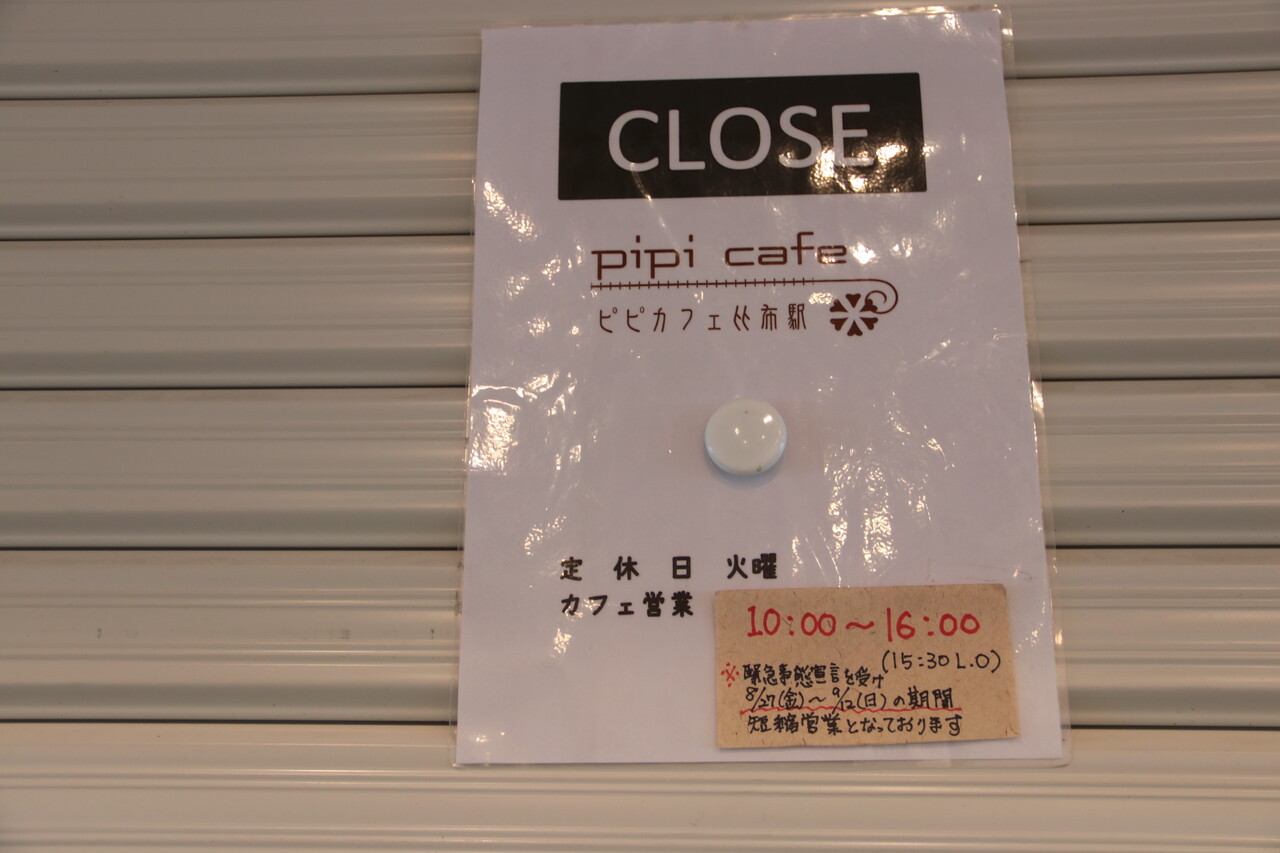 CLOSE
pipi cafe
ピピカフェ比布駅
定 休 日 火曜
カフェ営業
10:00～16:00
(15:30 L.O)
※緊急事態宣言を受け
8/27(金)～9/12(日)の期間
短縮営業となっております